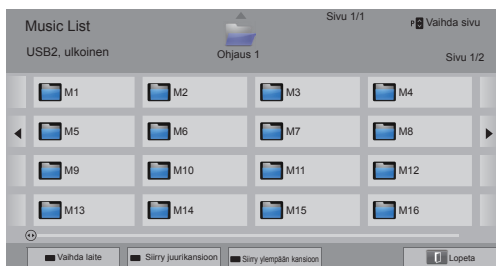 Music List
Sivu 1/1
P Vaihda sivu
USB2, ulkoinen
Ohjaus 1
Sivu 1/2
M1
M2
M3
M4
M5
M6
M7
M8
M9
M10
M11
M12
M13
M14
M15
M16
Vaihda laite
Siirry juurikansioon
Siirry ylempään kansioon
Lopeta